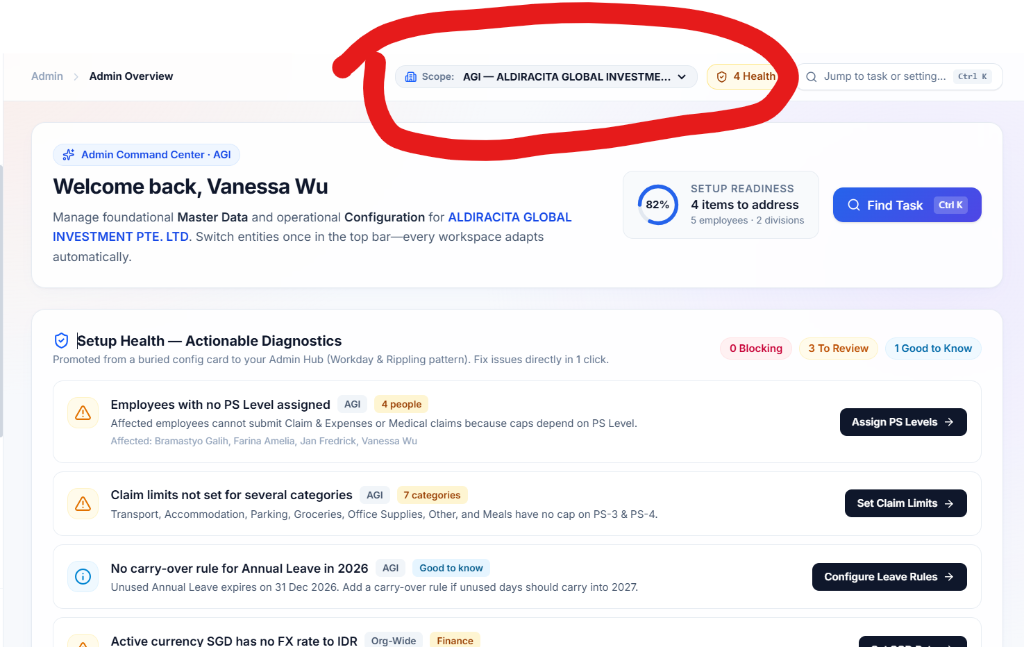 Admin > Admin Overview
Scope: AGI — ALDIRACITA GLOBAL INVESTME...
4 Health
Jump to task or setting... Ctrl K
Admin Command Center · AGI
Welcome back, Vanessa Wu
Manage foundational Master Data and operational Configuration for ALDIRACITA GLOBAL
INVESTMENT PTE. LTD. Switch entities once in the top bar—every workspace adapts
automatically.
82%
SETUP READINESS
4 items to address
5 employees · 2 divisions
Find Task Ctrl K
Setup Health — Actionable Diagnostics
Promoted from a buried config card to your Admin Hub (Workday & Rippling pattern). Fix issues directly in 1 click.
0 Blocking
3 To Review
1 Good to Know
Employees with no PS Level assigned AGI 4 people
Affected employees cannot submit Claim & Expenses or Medical claims because caps depend on PS Level.
Affected: Bramastyo Galih, Farina Amelia, Jan Fredrick, Vanessa Wu
Assign PS Levels →
Claim limits not set for several categories AGI 7 categories
Transport, Accommodation, Parking, Groceries, Office Supplies, Other, and Meals have no cap on PS-3 & PS-4.
Set Claim Limits →
No carry-over rule for Annual Leave in 2026 AGI Good to know
Unused Annual Leave expires on 31 Dec 2026. Add a carry-over rule if unused days should carry into 2027.
Configure Leave Rules →
Active currency SGD has no FX rate to IDR Org-Wide Finance